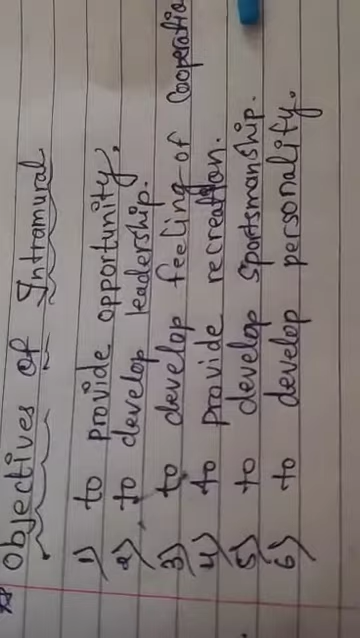 Objectives of Intramural
1) to provide opportunity.
2) to develop leadership.
3) to develop feeling of Cooperatio
4) to provide recreation.
5) to develop sportsmanship.
6) to develop personality.